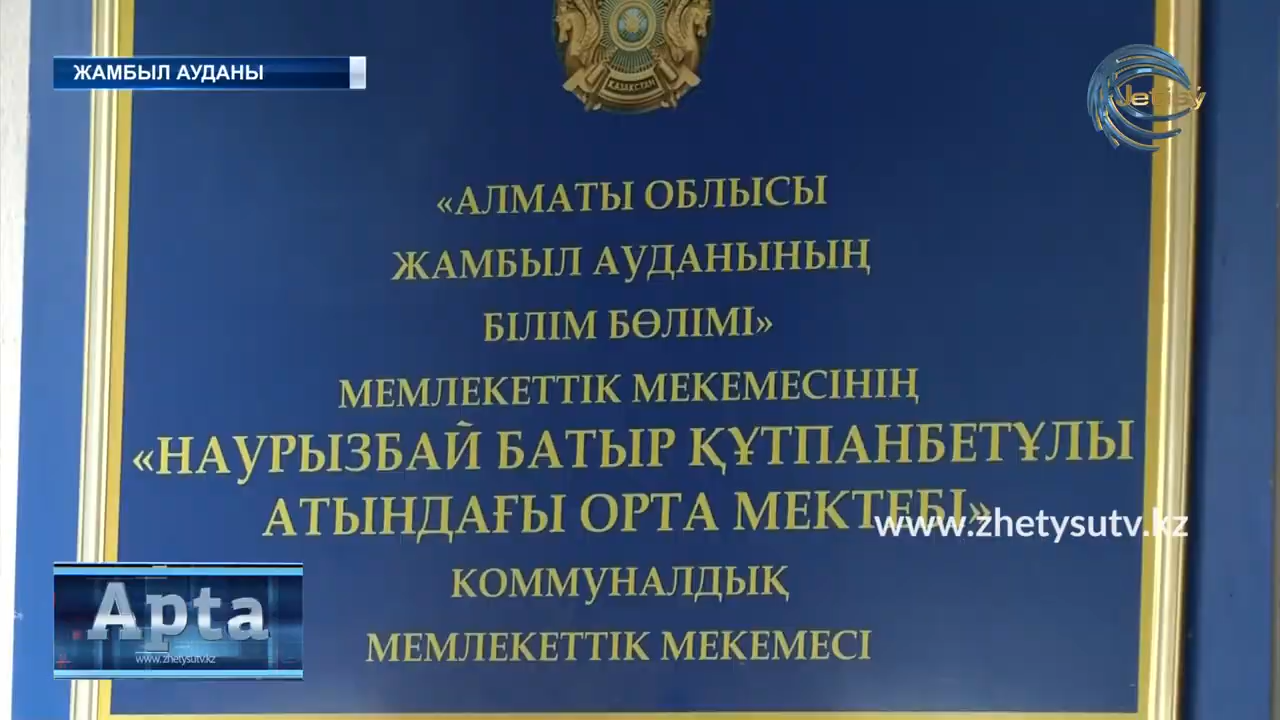 ЖАМБЫЛ АУДАНЫ
Jetisy
ҚАЗАҚСТАН
«АЛМАТЫ ОБЛЫСЫ
ЖАМБЫЛ АУДАНЫНЫҢ
БІЛІМ БӨЛІМІ»
МЕМЛЕКЕТТІК МЕКЕМЕСІНІҢ
«НАУРЫЗБАЙ БАТЫР ҚҰТПАНБЕТҰЛЫ
АТЫНДАҒЫ ОРТА МЕКТЕБІ»
www.zhetysutv.kz
КОММУНАЛДЫҚ
МЕМЛЕКЕТТІК МЕКЕМЕСІ
Apta
www.zhetysutv.kz